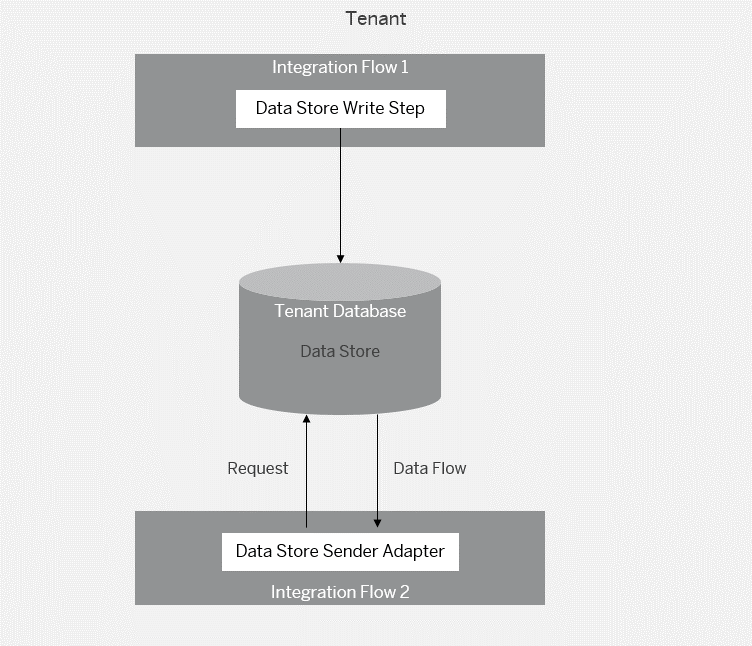 Tenant
Integration Flow 1
Data Store Write Step
Tenant Database
Data Store
Request
Data Flow
Data Store Sender Adapter
Integration Flow 2